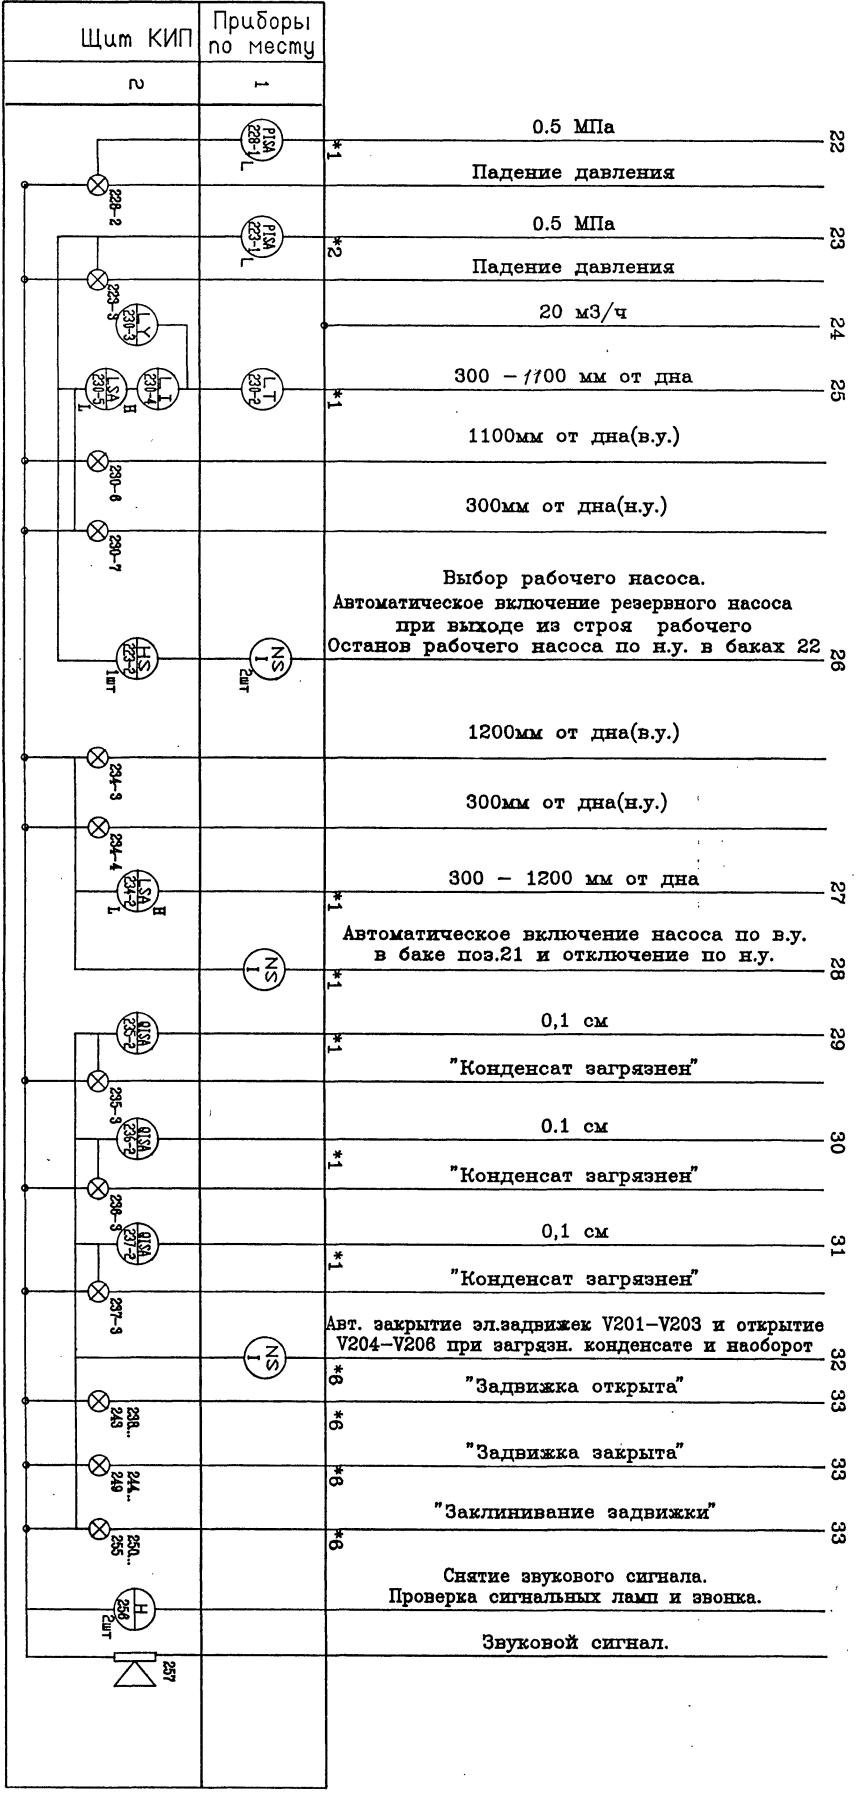 Щит КИП
Приборы
по месту
2
1
0.5 МПа
22
PISA
228-1
L
*1
Падение давления
228-2
0.5 МПа
23
PISA
223-1
L
*2
Падение давления
223-3
20 м3/ч
24
LY
230-3
300 – 1100 мм от дна
25
LSA
230-5
H
L
LI
230-4
LT
230-2
*1
1100мм от дна(в.у.)
230-6
300мм от дна(н.у.)
230-7
Выбор рабочего насоса.
Автоматическое включение резервного насоса
при выходе из строя рабочего
Останов рабочего насоса по н.у. в баках 22
26
HS
223-2
1шт
NS
I
2шт
1200мм от дна(в.у.)
234-3
300мм от дна(н.у.)
234-4
300 – 1200 мм от дна
27
LSA
234-2
H
L
*1
Автоматическое включение насоса по в.у.
в баке поз.21 и отключение по н.у.
28
NS
I
*1
0,1 см
29
QISA
235-2
*1
"Конденсат загрязнен"
235-3
0.1 см
30
QISA
236-2
*1
"Конденсат загрязнен"
236-3
0,1 см
31
QISA
237-2
*1
"Конденсат загрязнен"
237-3
Авт. закрытие эл.задвижек V201–V203 и открытие
V204–V206 при загрязн. конденсате и наоборот
32
NS
I
*6
"Задвижка открыта"
33
238...
243
*6
"Задвижка закрыта"
33
244...
249
*6
"Заклинивание задвижки"
33
250...
255
*6
Снятие звукового сигнала.
Проверка сигнальных ламп и звонка.
H
256
2шт
Звуковой сигнал.
257